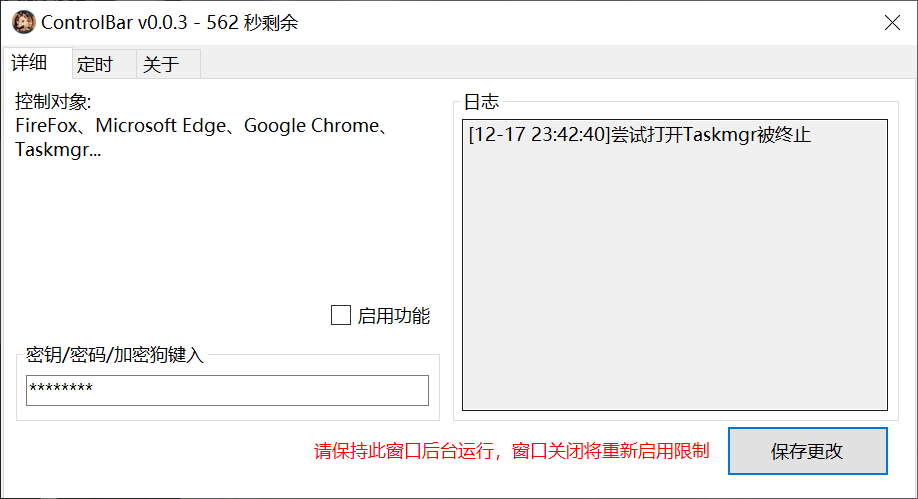 ControlBar v0.0.3 - 562 秒剩余
详细 定时 关于
控制对象:
FireFox、Microsoft Edge、Google Chrome、
Taskmgr...
日志
[12-17 23:42:40]尝试打开Taskmgr被终止
启用功能
密钥/密码/加密狗键入
********
请保持此窗口后台运行，窗口关闭将重新启用限制
保存更改